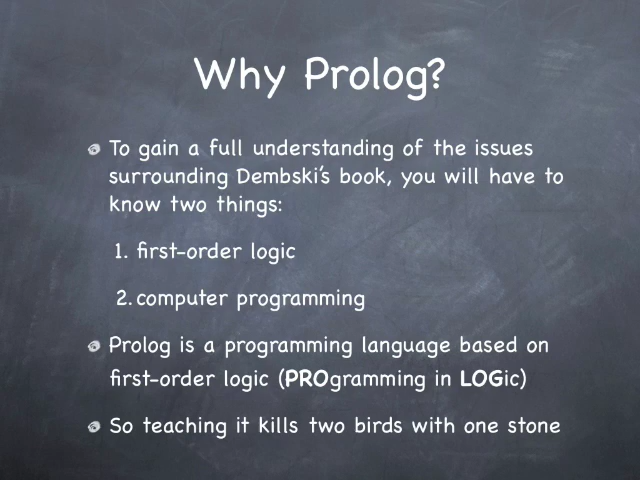 Why Prolog?
To gain a full understanding of the issues
surrounding Dembski's book, you will have to
know two things:
1. first-order logic
2. computer programming
Prolog is a programming language based on
first-order logic (PROgramming in LOGic)
So teaching it kills two birds with one stone